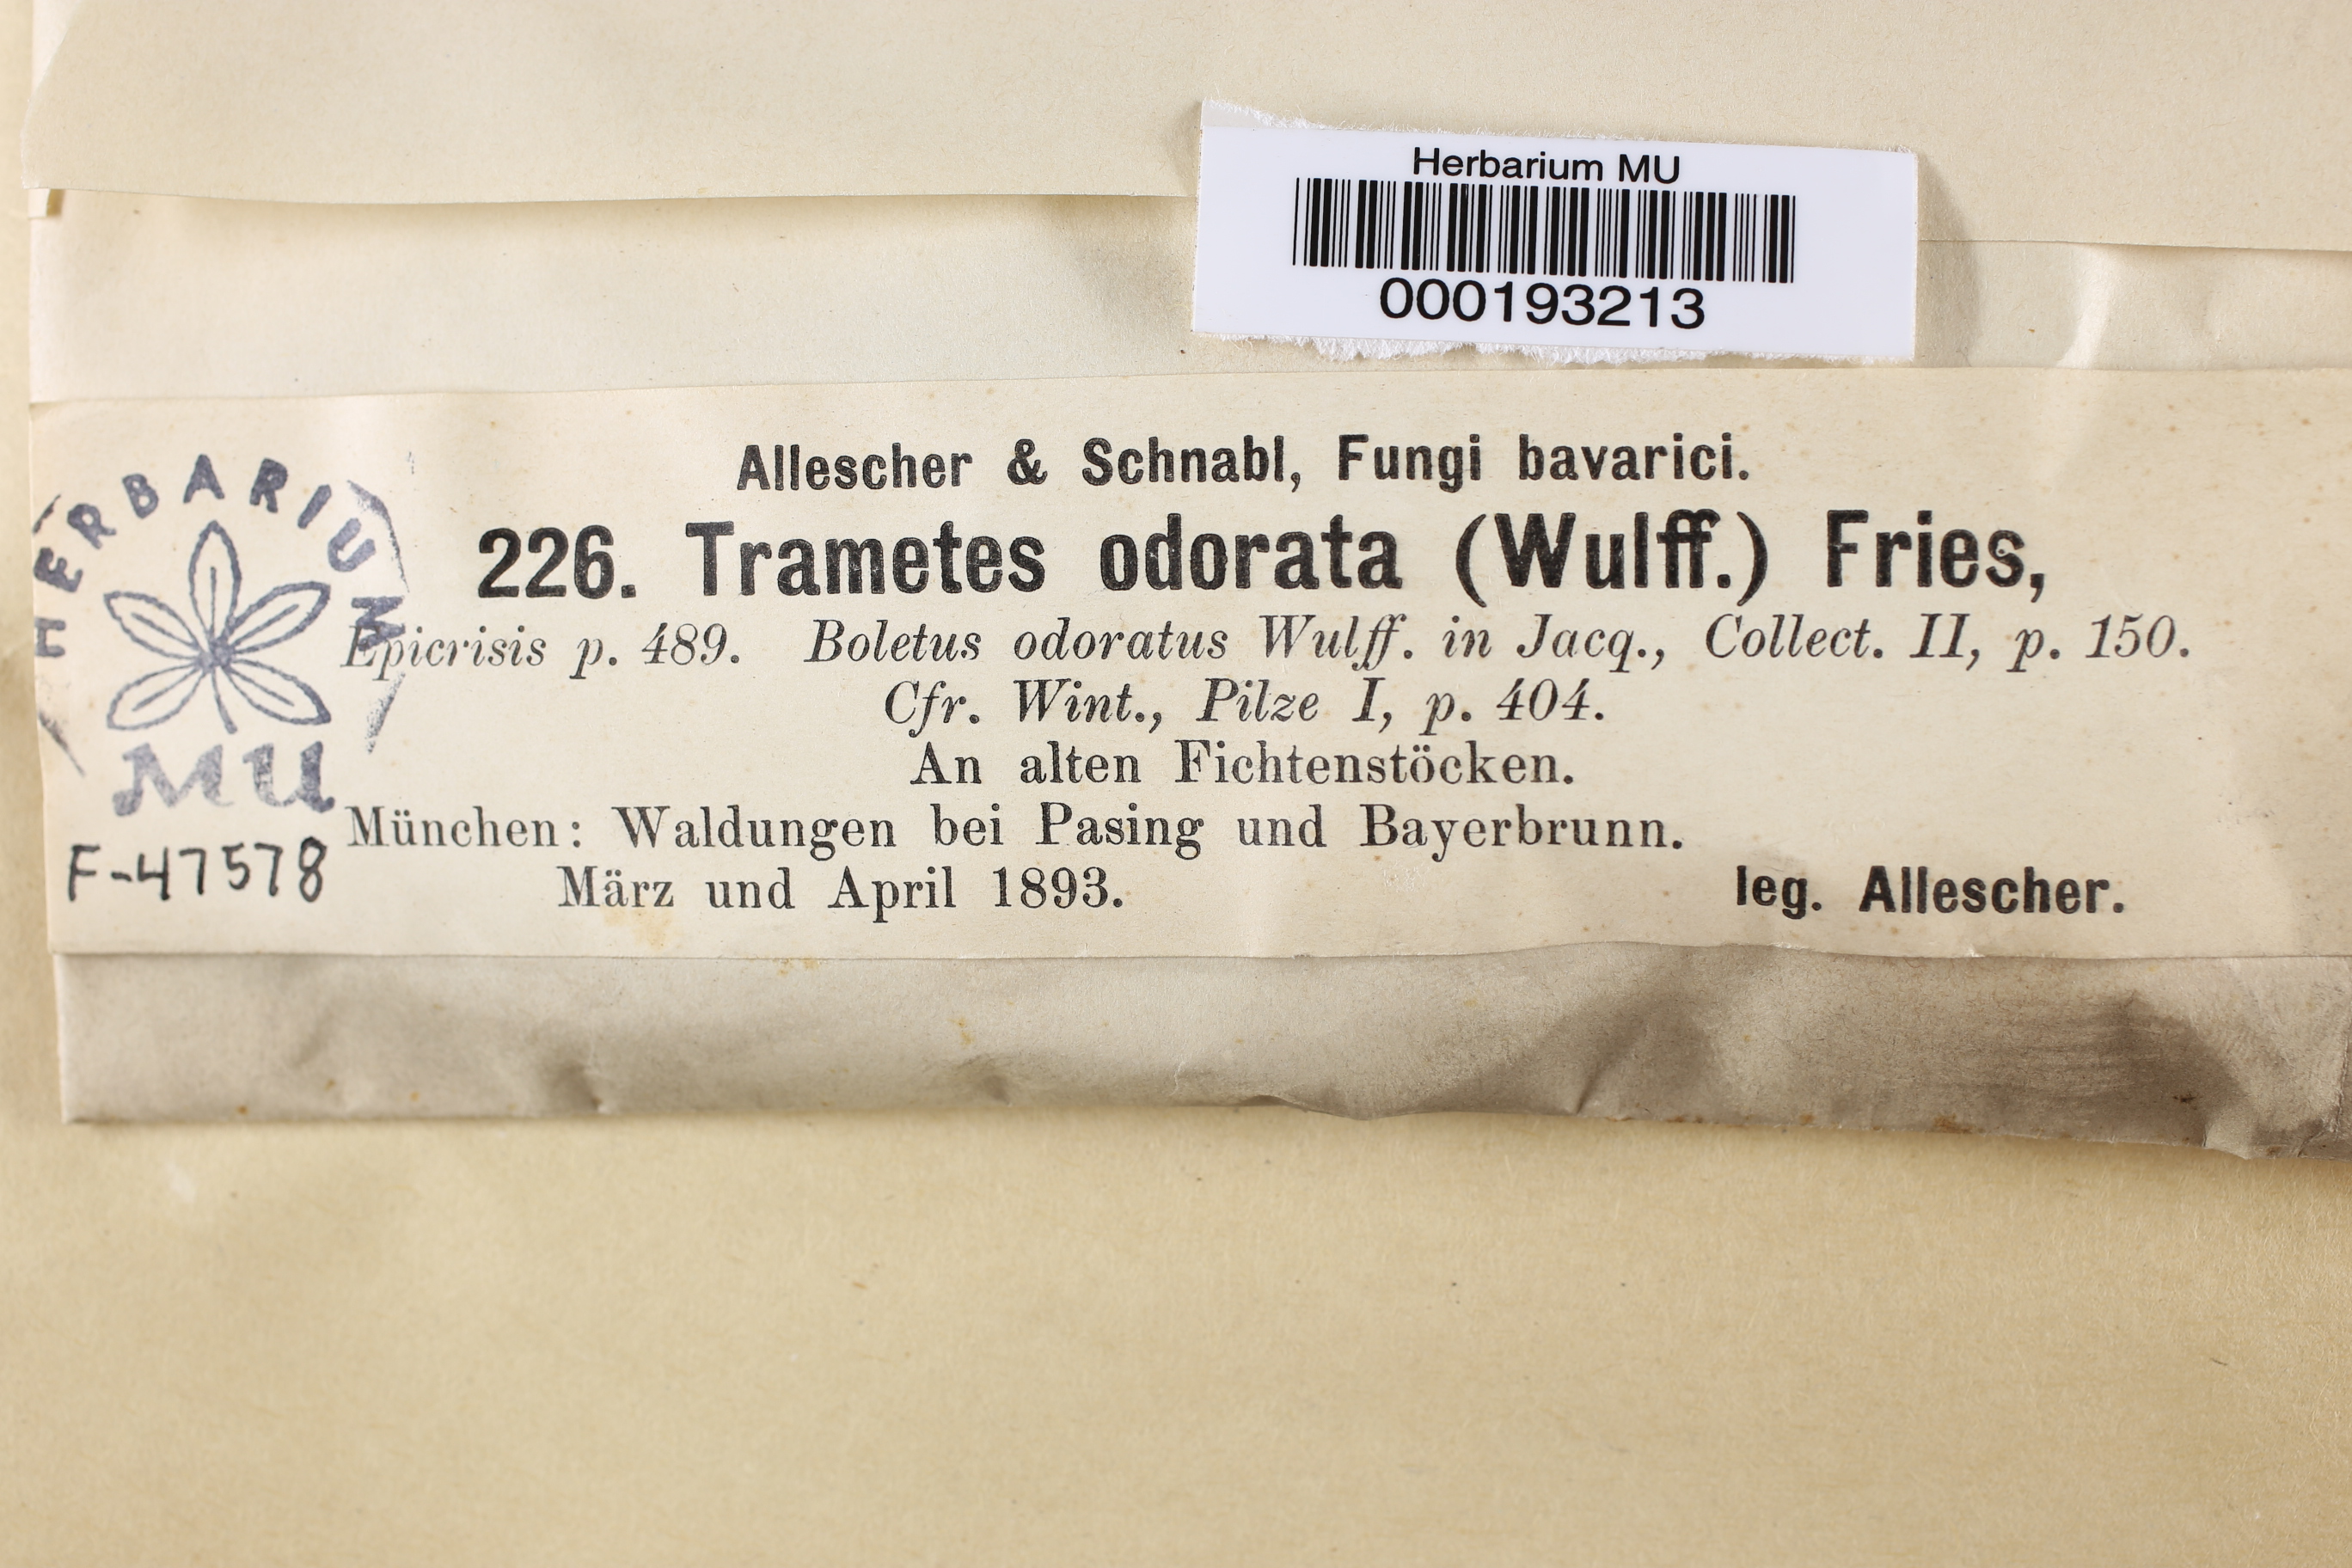 Herbarium MU
000193213
Allescher & Schnabl, Fungi bavarici.
226. Trametes odorata (Wulff.) Fries,
Epicrisis p. 489. Boletus odoratus Wulff. in Jacq., Collect. II, p. 150.
Cfr. Wint., Pilze I, p. 404.
An alten Fichtenstöcken.
München: Waldungen bei Pasing und Bayerbrunn.
März und April 1893.
leg. Allescher.
HERBARIUM
MU
F-47578